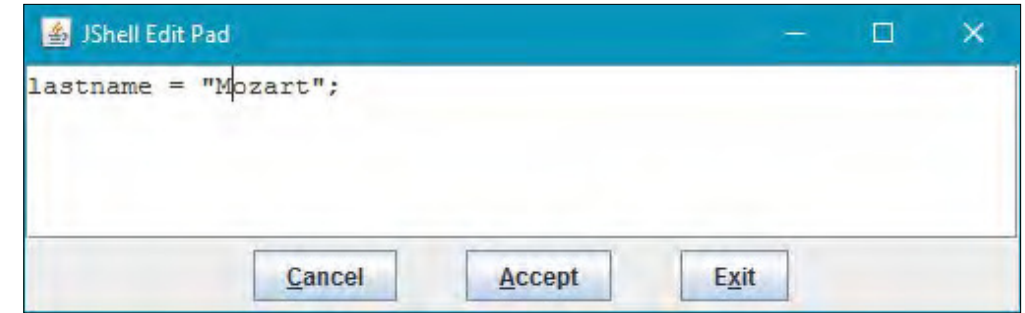 JShell Edit Pad
lastname = "Mozart";
Cancel Accept Exit